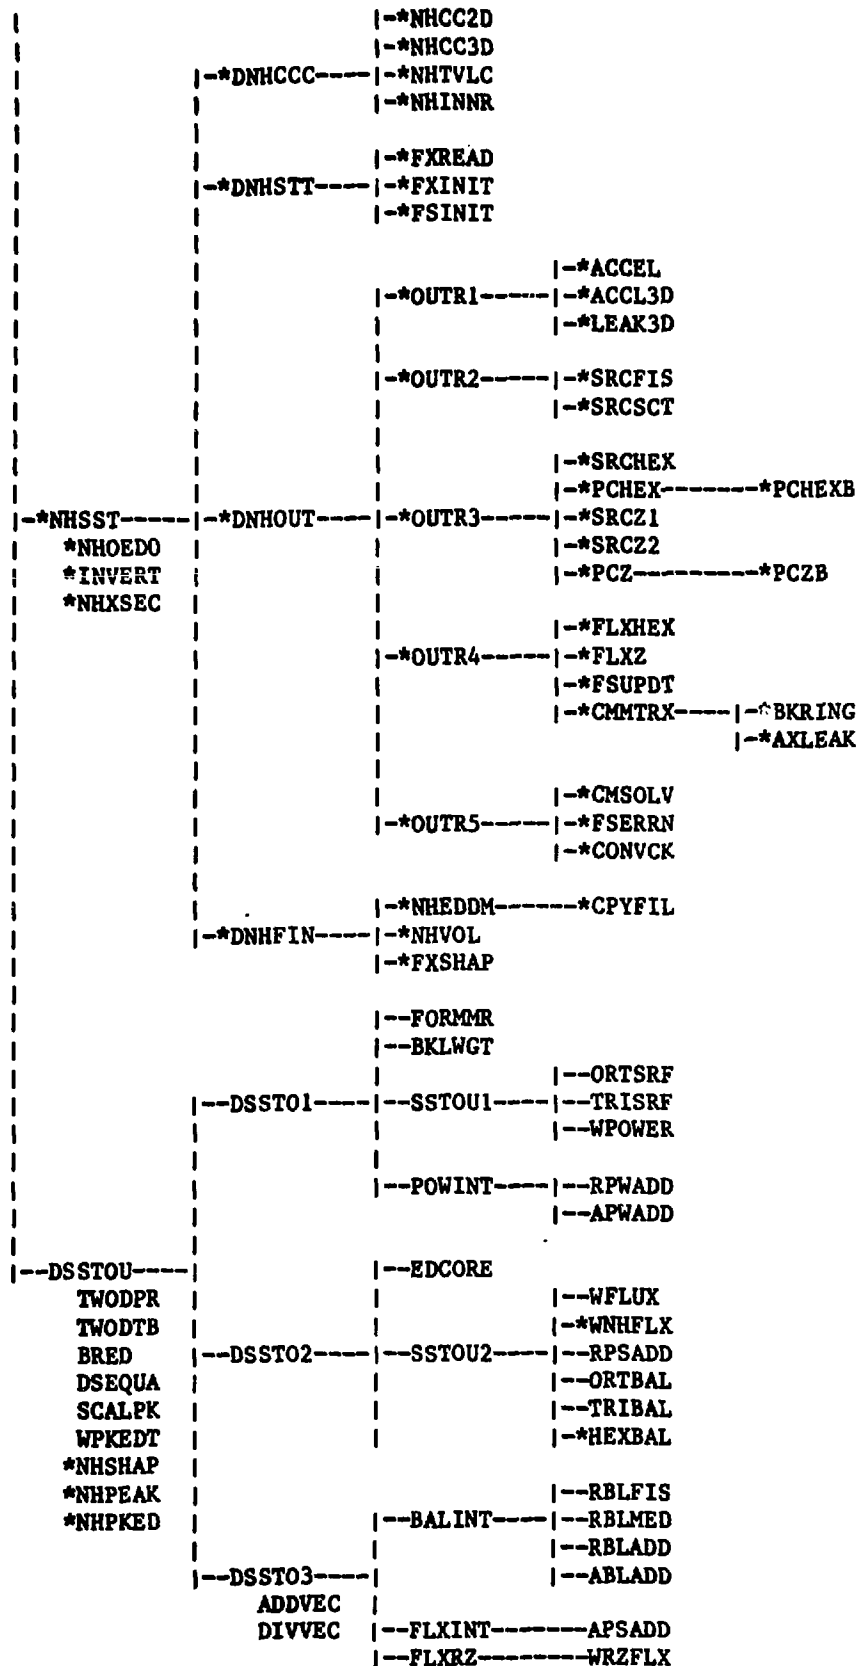 |-*NHCC2D
|-*NHCC3D
|-*DNHCCC----|-*NHTVLC
|-*NHINNR
|-*FXREAD
|-*DNHSTT----|-*FXINIT
|-*FSINIT
|-*ACCEL
|-*OUTR1-----|-*ACCL3D
|-*LEAK3D
|-*OUTR2-----|-*SRCFIS
|-*SRCSCT
|-*SRCHEX
|-*PCHEX-------*PCHEXB
|-*NHSST-----|-*DNHOUT----|-*OUTR3-----|-*SRCZ1
*NHOEDO |-*SRCZ2
*INVERT |-*PCZ---------*PCZB
*NHXSEC
|-*FLXHEX
|-*OUTR4-----|-*FLXZ
|-*FSUPDT
|-*CMMTRX----|-*BKRING
|-*AXLEAK
|-*CMSOLV
|-*OUTR5-----|-*FSERRN
|-*CONVCK
|-*NHEDDM------*CPYFIL
|-*DNHFIN----|-*NHVOL
|-*FXSHAP
|--FORMMR
|--BKLWGT
|--ORTSRF
|--DSSTO1----|--SSTOU1----|--TRISRF
|--WPOWER
|--POWINT----|--RPWADD
|--APWADD
|--DSSTOU----| |--EDCORE
TWODPR |--WFLUX
TWODTB |-*WNHFLX
BRED |--DSSTO2----|--SSTOU2----|--RPSADD
DSEQUA |--ORTBAL
SCALPK |--TRIBAL
WPKEDT |-*HEXBAL
*NHSHAP
*NHPEAK |--RBLFIS
*NHPKED |--BALINT----|--RBLMED
|--RBLADD
|--DSSTO3----| |--ABLADD
ADDVEC
DIVVEC |--FLXINT-------APSADD
|--FLXRZ--------WRZFLX